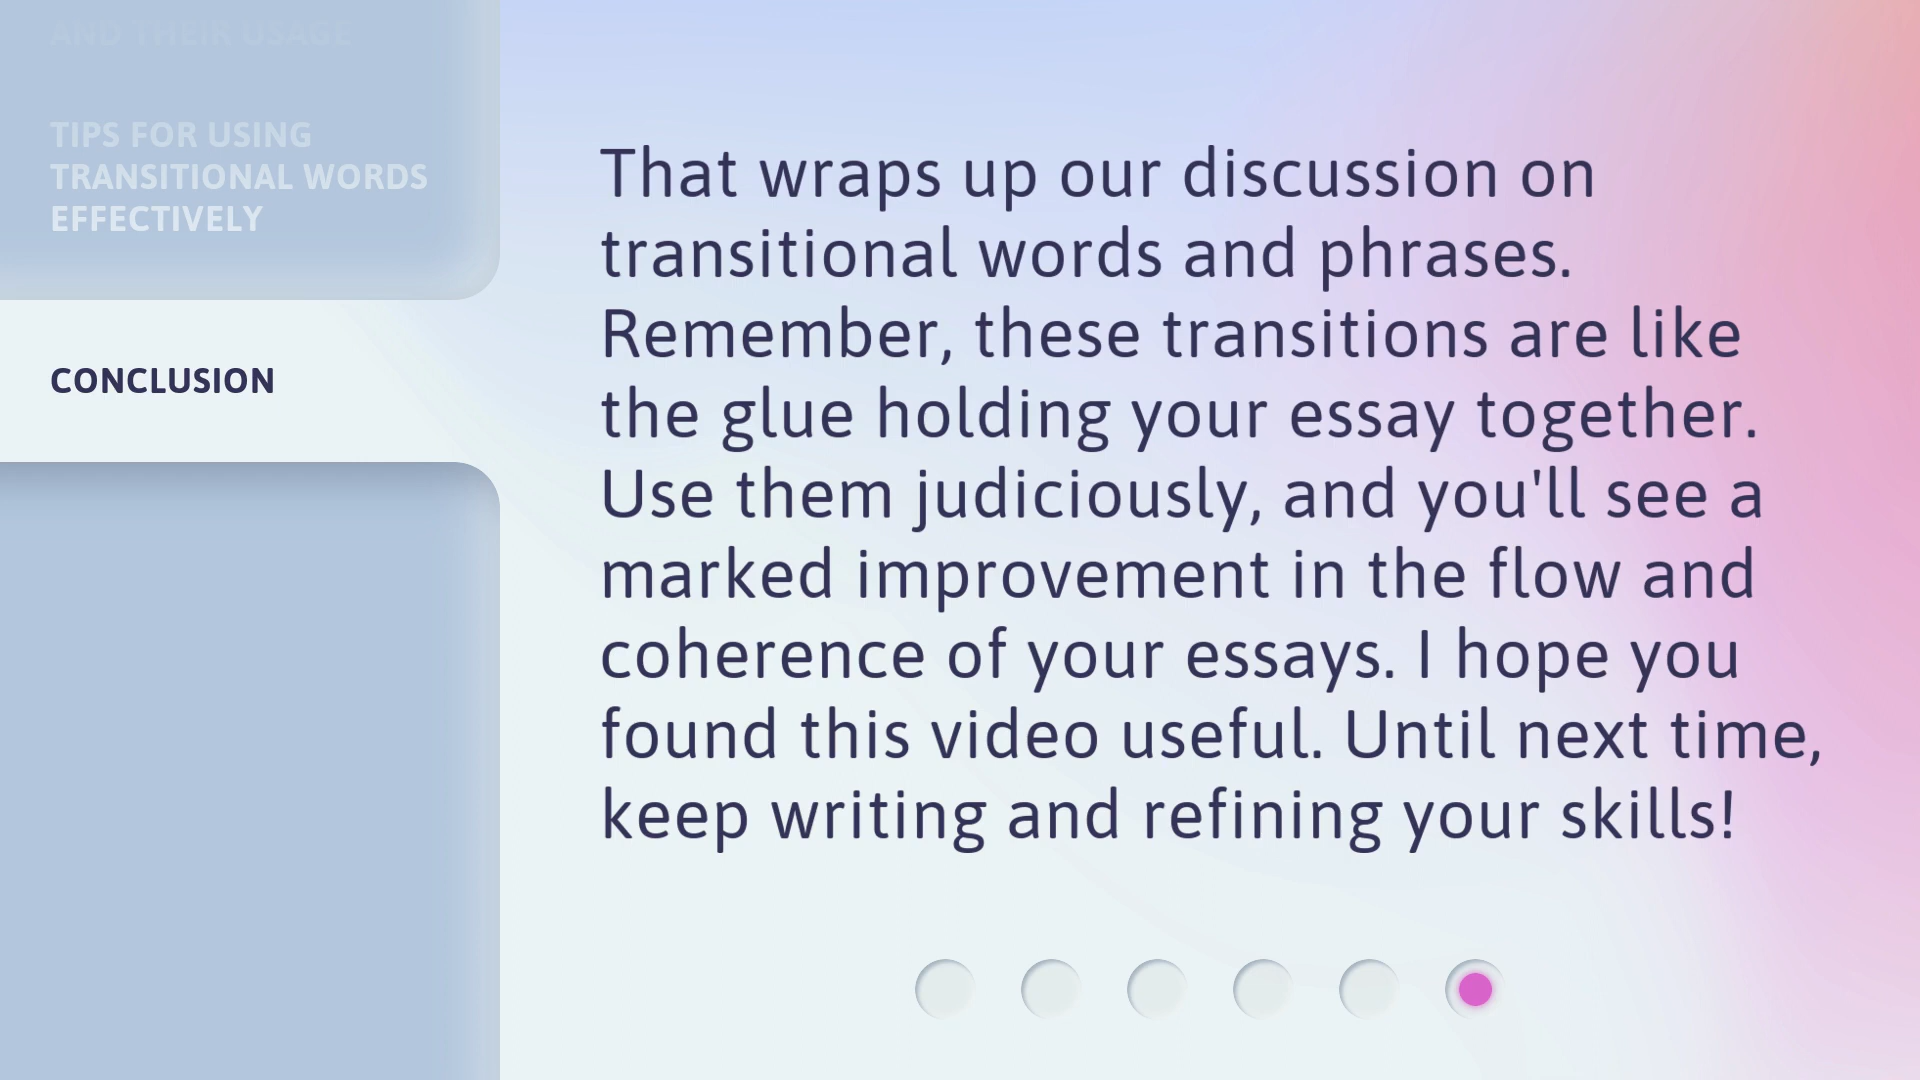 AND THEIR USAGE
TIPS FOR USING
TRANSITIONAL WORDS
EFFECTIVELY
CONCLUSION
That wraps up our discussion on
transitional words and phrases.
Remember, these transitions are like
the glue holding your essay together.
Use them judiciously, and you'll see a
marked improvement in the flow and
coherence of your essays. I hope you
found this video useful. Until next time,
keep writing and refining your skills!